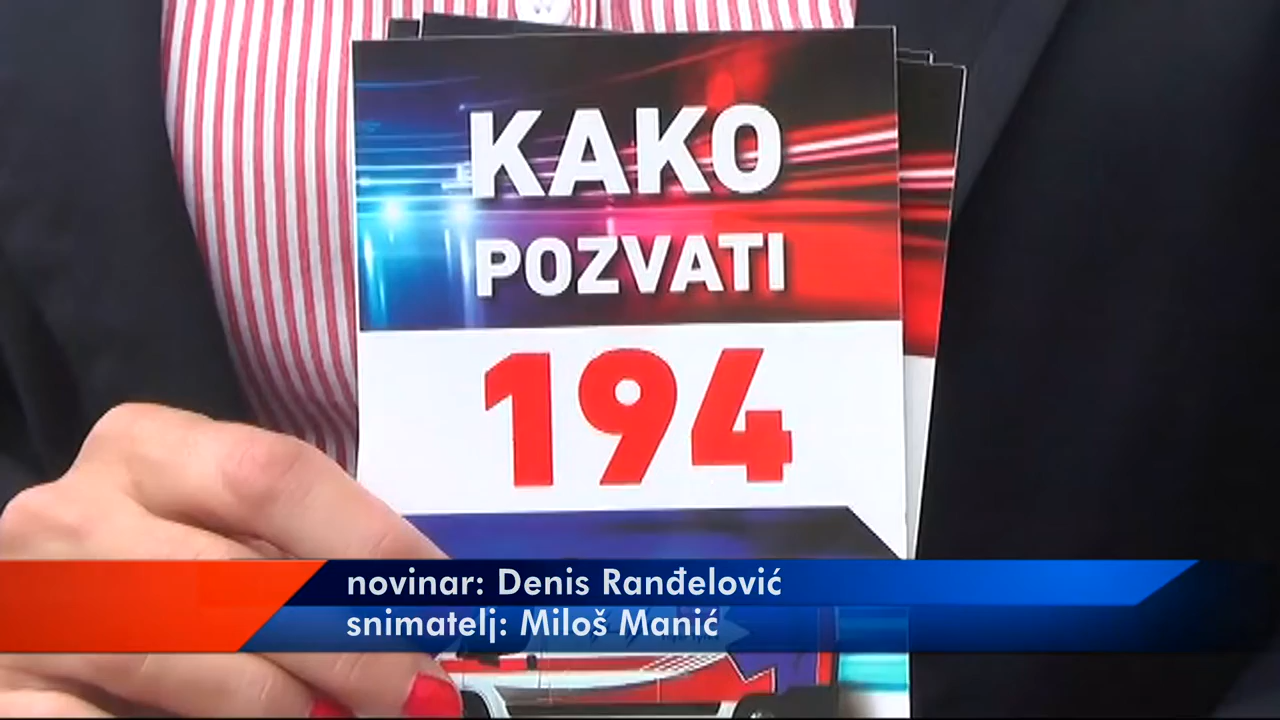 KAKO
POZVATI
194
novinar: Denis Ranđelović
snimatelj: Miloš Manić